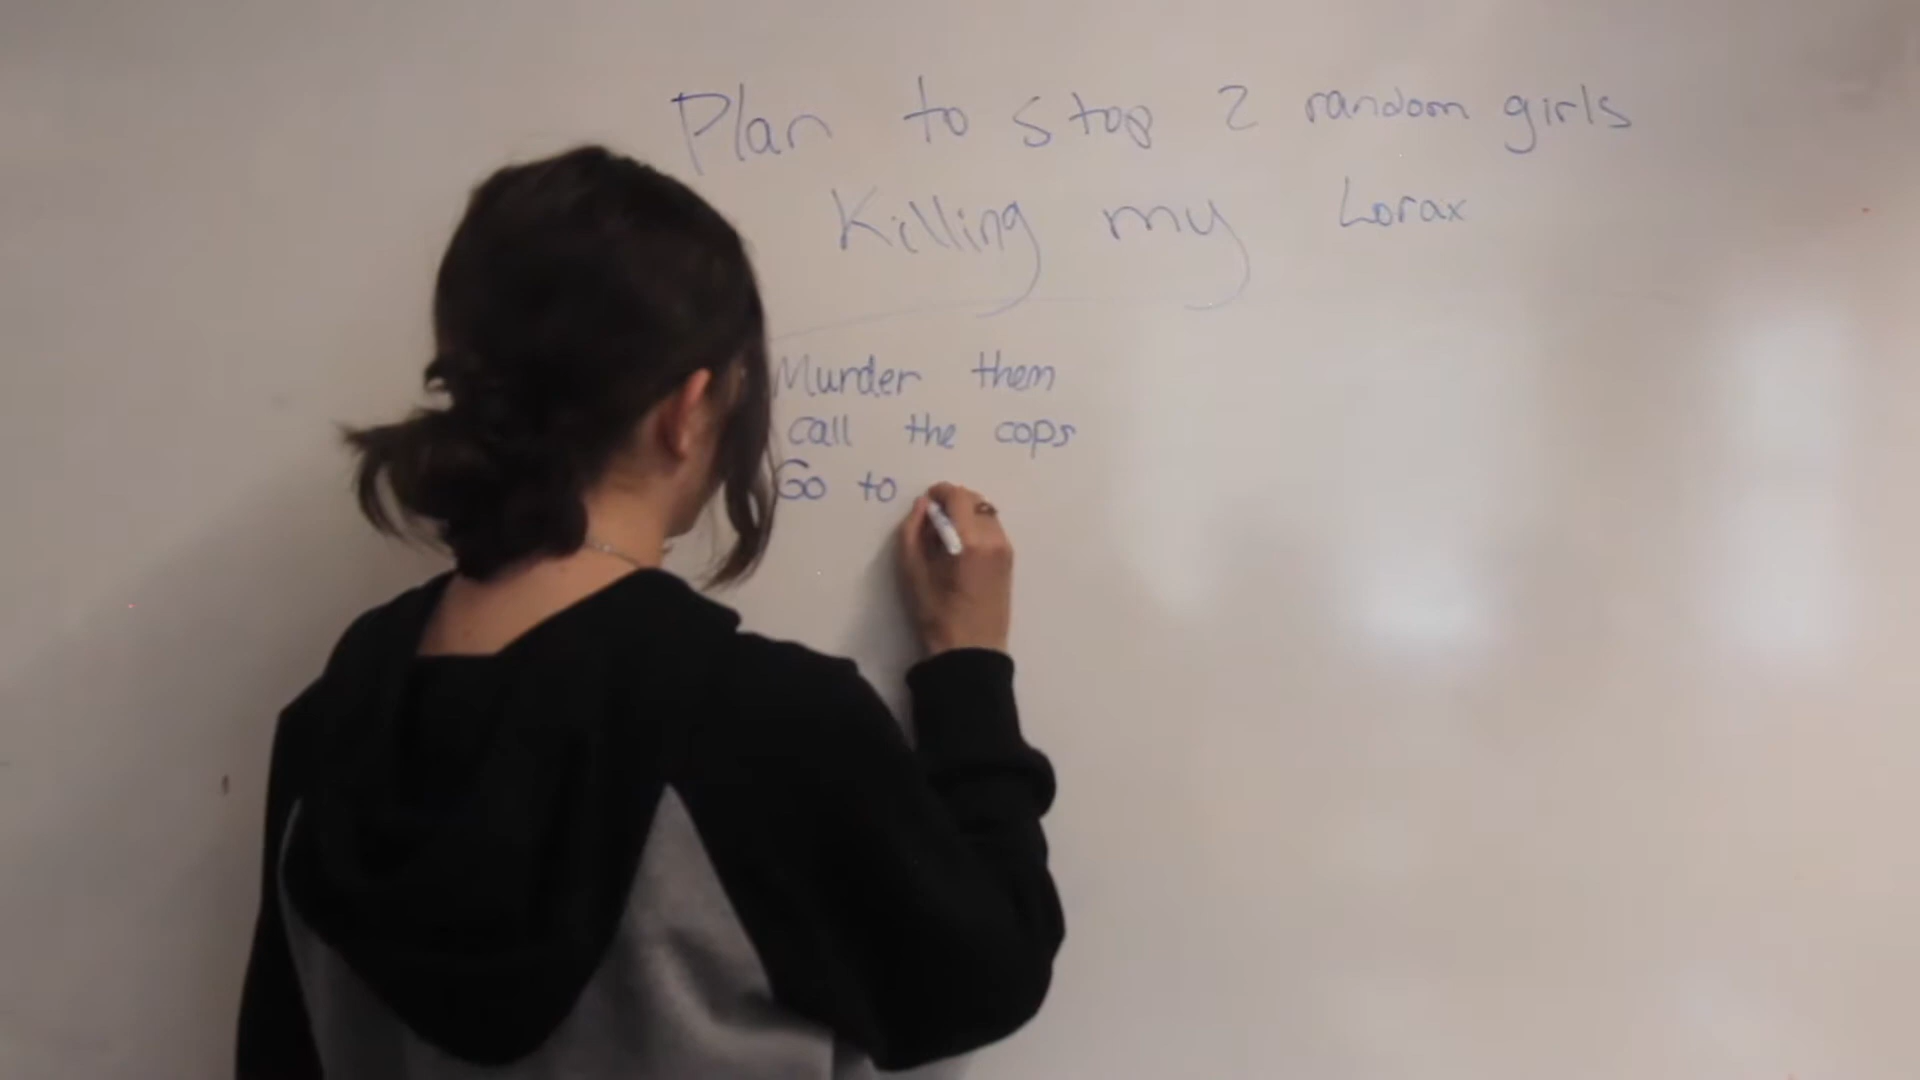 Plan to stop 2 random girls
Killing my Lorax
Murder them
call the cops
Go to